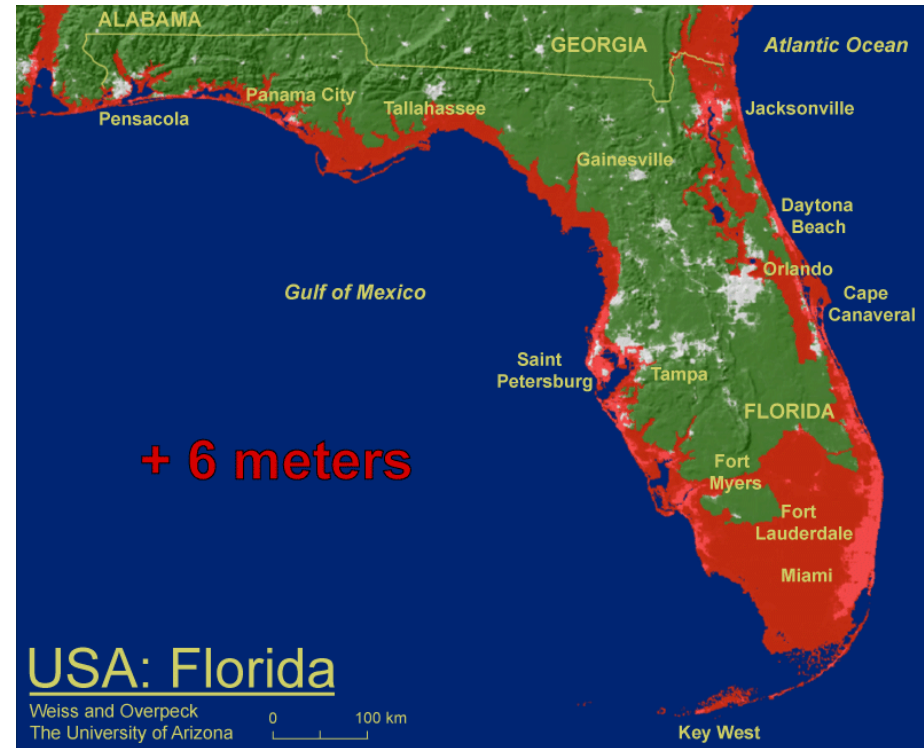 ALABAMA
GEORGIA
Atlantic Ocean
Panama City
Tallahassee
Pensacola
Jacksonville
Gainesville
Daytona
Beach
Orlando
Gulf of Mexico
Cape
Canaveral
Saint
Petersburg
Tampa
FLORIDA
+ 6 meters
Fort
Myers
Fort
Lauderdale
Miami
USA: Florida
Weiss and Overpeck
The University of Arizona
0 100 km
Key West